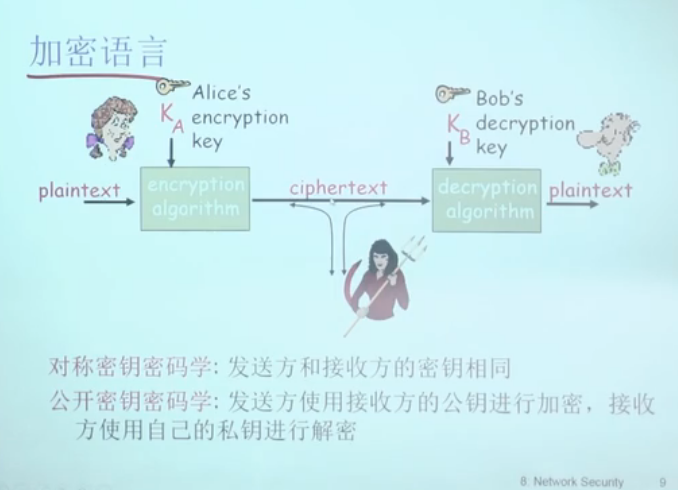 加密语言
Alice's
K_A encryption
key
Bob's
K_B decryption
key
plaintext
encryption
algorithm
ciphertext
decryption
algorithm
plaintext
对称密钥密码学: 发送方和接收方的密钥相同
公开密钥密码学: 发送方使用接收方的公钥进行加密，接收
方使用自己的私钥进行解密
8: Network Security 9